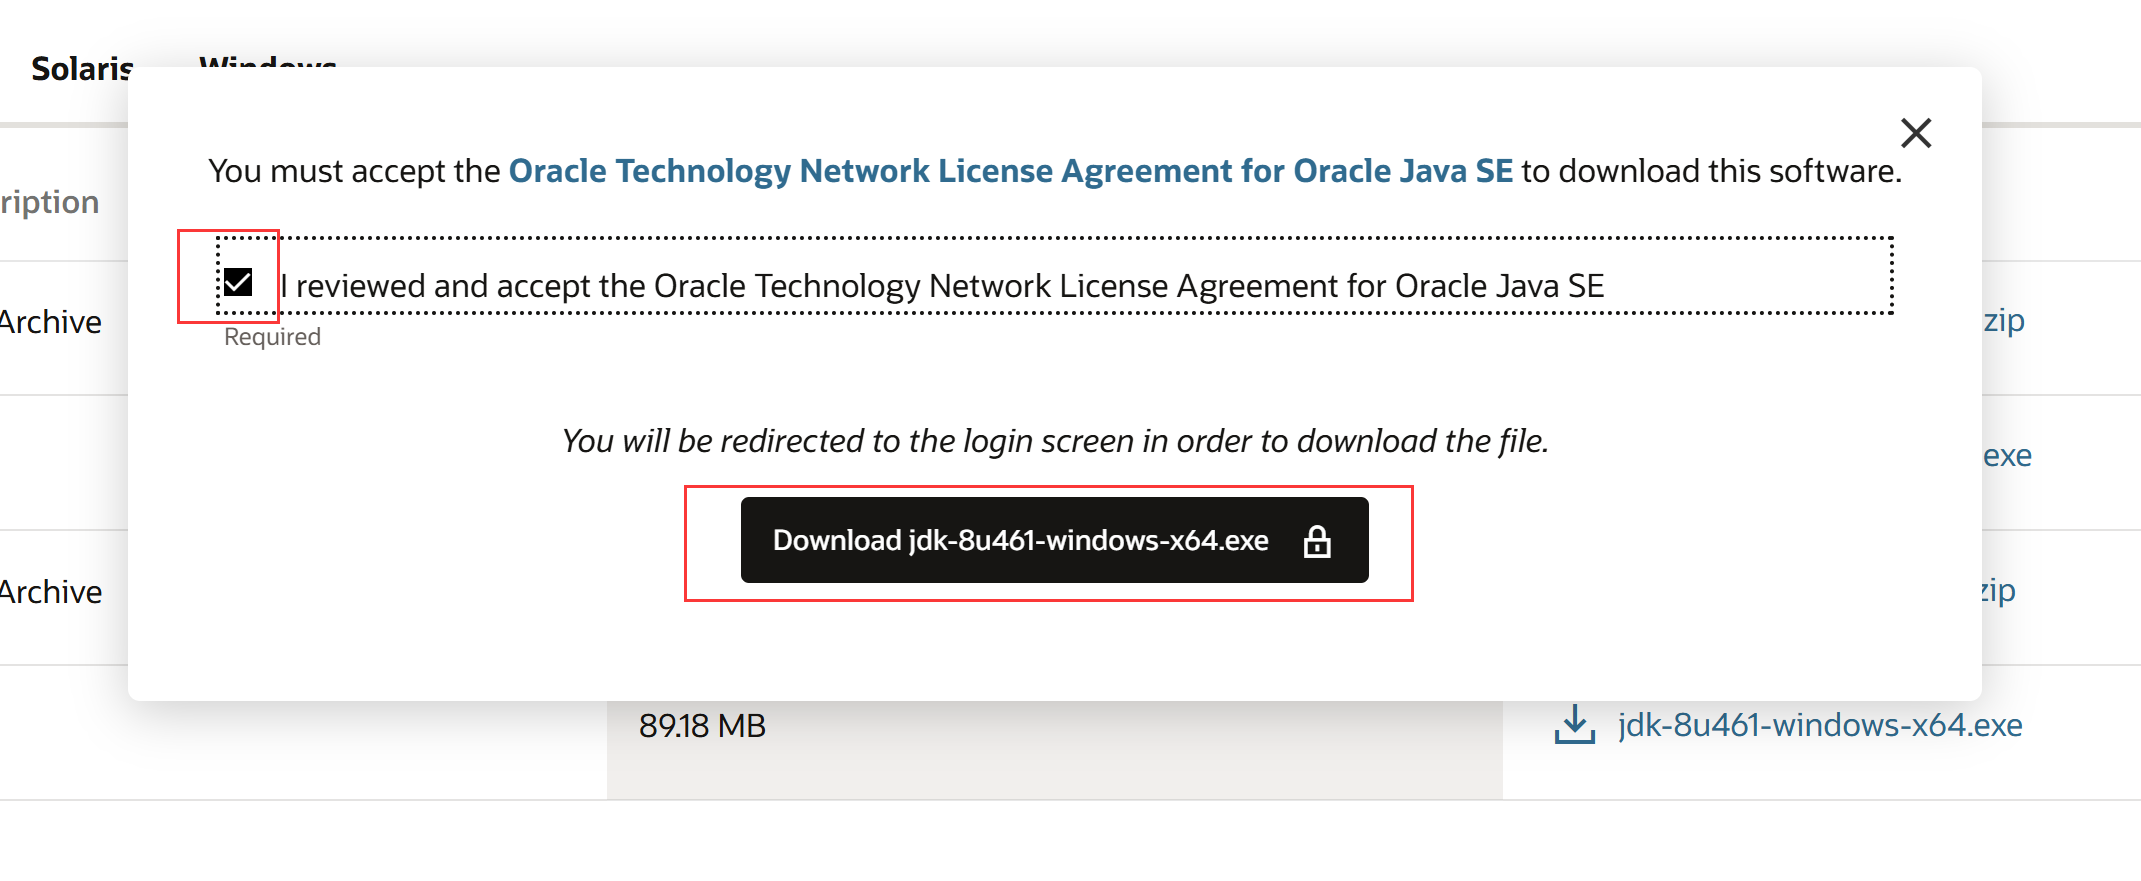 Solaris Windows
You must accept the Oracle Technology Network License Agreement for Oracle Java SE to download this software.
ription
I reviewed and accept the Oracle Technology Network License Agreement for Oracle Java SE
Required
Archive
zip
You will be redirected to the login screen in order to download the file.
exe
Download jdk-8u461-windows-x64.exe
Archive
zip
89.18 MB
jdk-8u461-windows-x64.exe